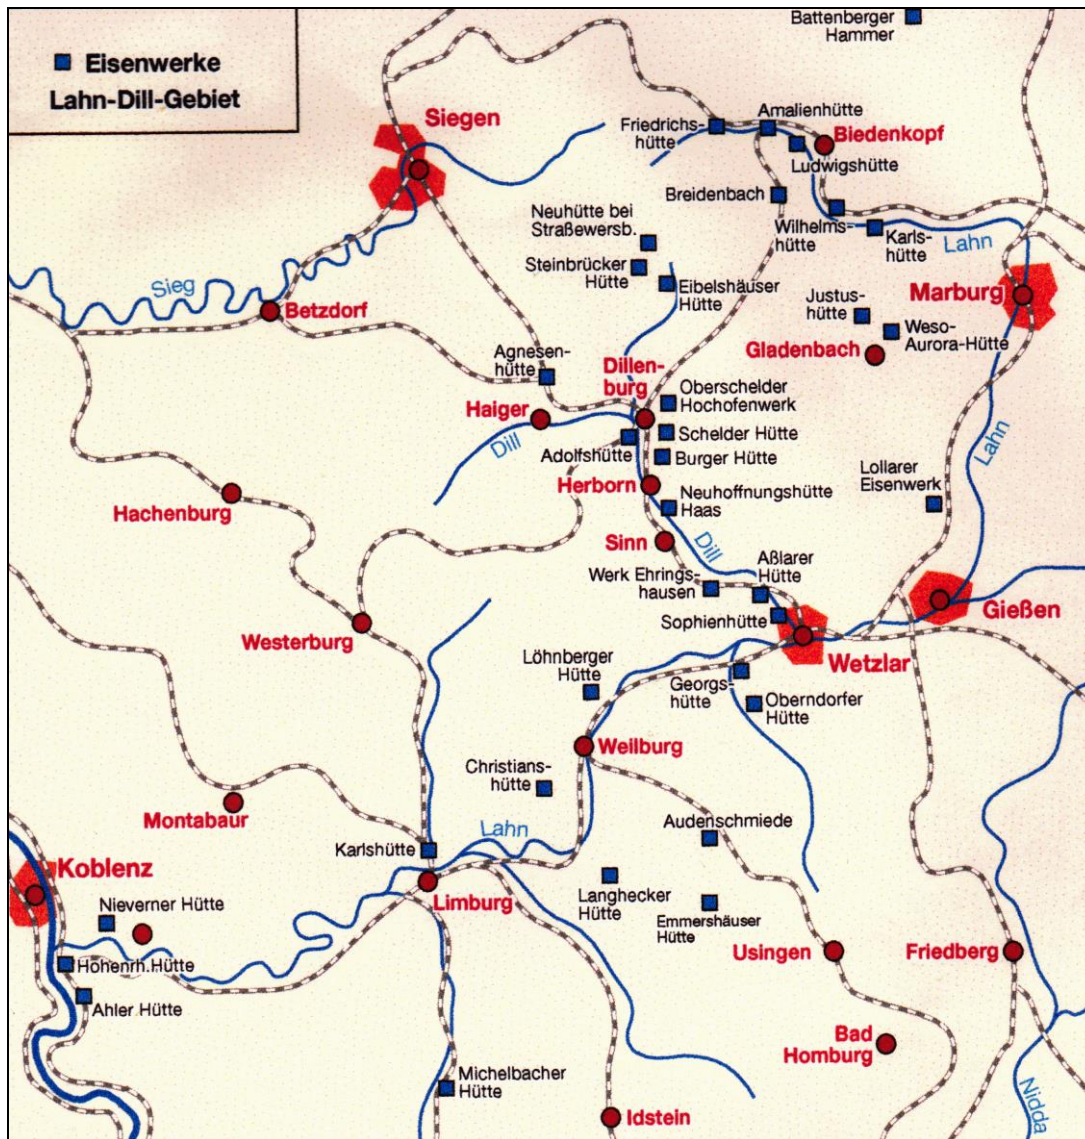 Eisenwerke
Lahn-Dill-Gebiet
Battenberger
Hammer
Siegen
Friedrichs-
hütte
Amalienhütte
Biedenkopf
Ludwigshütte
Breidenbach
Wilhelms-
hütte
Karls-
hütte
Lahn
Neuhütte bei
Straßewersb.
Steinbrücker
Hütte
Eibelshäuser
Hütte
Sieg
Betzdorf
Marburg
Justus-
hütte
Weso-
Aurora-Hütte
Gladenbach
Agnesen-
hütte
Dillen-
burg
Haiger
Dill
Oberschelder
Hochofenwerk
Schelder Hütte
Adolfshütte
Burger Hütte
Lahn
Lollarer
Eisenwerk
Herborn
Neuhoffnungshütte
Haas
Hachenburg
Sinn
Dill
Aßlarer
Hütte
Werk Ehrings-
hausen
Sophienhütte
Gießen
Westerburg
Wetzlar
Löhnberger
Hütte
Georgs-
hütte
Oberndorfer
Hütte
Weilburg
Christians-
hütte
Montabaur
Lahn
Audenschmiede
Karlshütte
Koblenz
Limburg
Langhecker
Hütte
Emmershäuser
Hütte
Nieverner Hütte
Usingen
Friedberg
Hohenrh.Hütte
Ahler Hütte
Bad
Homburg
Michelbacher
Hütte
Idstein
Nidda